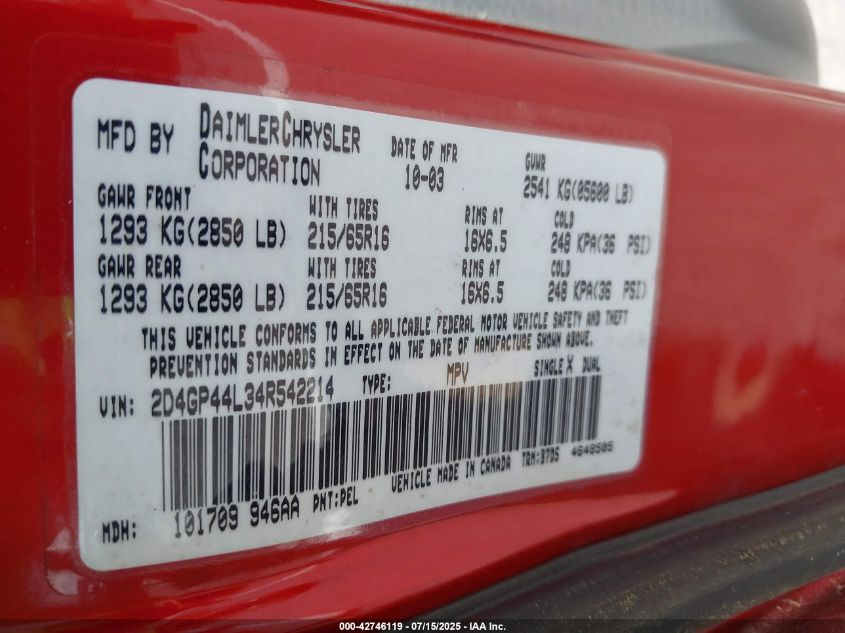 MFD BY DAIMLERCHRYSLER CORPORATION
DATE OF MFR 10-03
GVWR 2541 KG(05600 LB)
GAWR FRONT WITH TIRES RIMS AT COLD
1293 KG(2850 LB) 215/65R16 16X6.5 248 KPA(36 PSI)
GAWR REAR WITH TIRES RIMS AT COLD
1293 KG(2850 LB) 215/65R16 16X6.5 248 KPA(36 PSI)
THIS VEHICLE CONFORMS TO ALL APPLICABLE FEDERAL MOTOR VEHICLE SAFETY AND THEFT
PREVENTION STANDARDS IN EFFECT ON THE DATE OF MANUFACTURE SHOWN ABOVE.
VIN: 2D4GP44L34R542214 TYPE: MPV SINGLE X DUAL
MDH: 101709 946AA PNT:PEL VEHICLE MADE IN CANADA TRM:B7D5 4648505
000-42746119 - 07/15/2025 - IAA Inc.